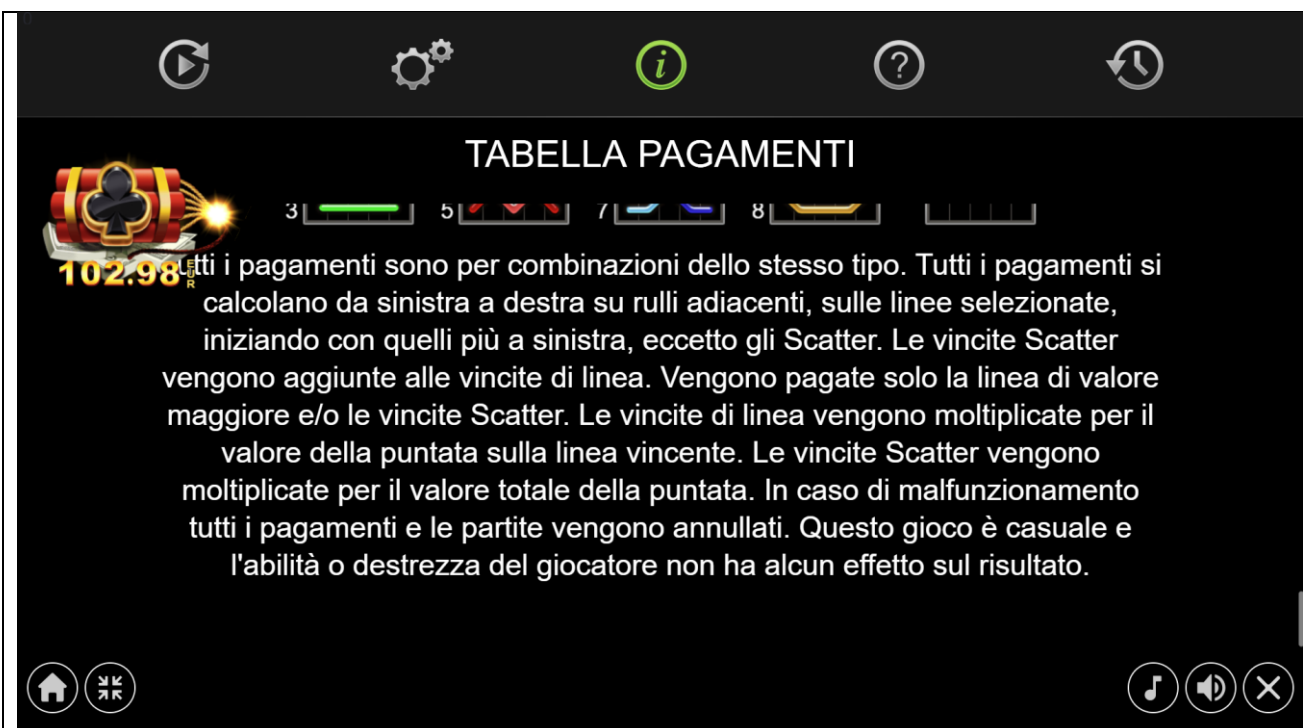 TABELLA PAGAMENTI
3 5 7 8
102.98 EUR
tti i pagamenti sono per combinazioni dello stesso tipo. Tutti i pagamenti si
calcolano da sinistra a destra su rulli adiacenti, sulle linee selezionate,
iniziando con quelli più a sinistra, eccetto gli Scatter. Le vincite Scatter
vengono aggiunte alle vincite di linea. Vengono pagate solo la linea di valore
maggiore e/o le vincite Scatter. Le vincite di linea vengono moltiplicate per il
valore della puntata sulla linea vincente. Le vincite Scatter vengono
moltiplicate per il valore totale della puntata. In caso di malfunzionamento
tutti i pagamenti e le partite vengono annullati. Questo gioco è casuale e
l'abilità o destrezza del giocatore non ha alcun effetto sul risultato.